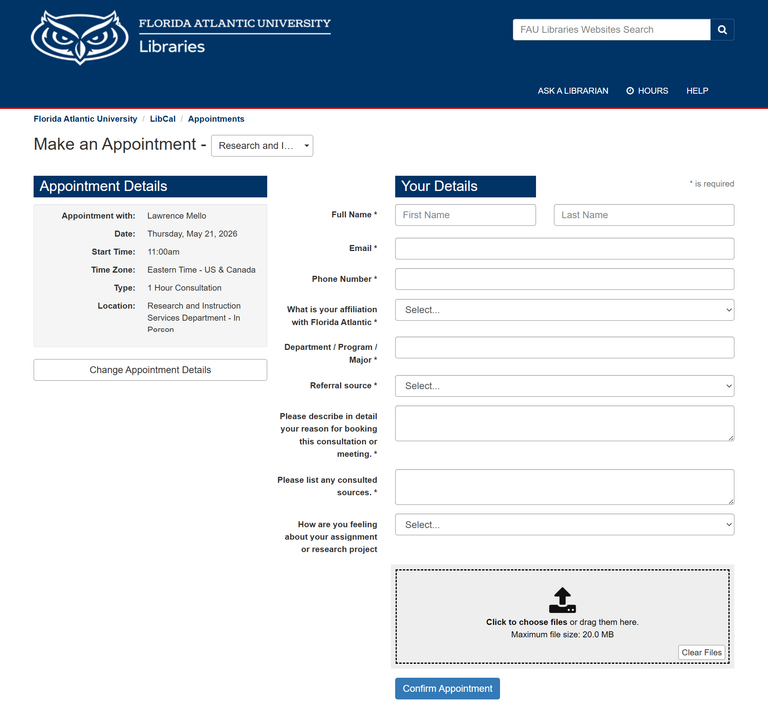 FLORIDA ATLANTIC UNIVERSITY
Libraries
FAU Libraries Websites Search
ASK A LIBRARIAN
HOURS
HELP
Florida Atlantic University / LibCal / Appointments
Make an Appointment - Research and I...
Appointment Details
Appointment with: Lawrence Mello
Date: Thursday, May 21, 2026
Start Time: 11:00am
Time Zone: Eastern Time - US & Canada
Type: 1 Hour Consultation
Location: Research and Instruction
Services Department - In
Person
Change Appointment Details
Your Details
* is required
Full Name *
First Name
Last Name
Email *
Phone Number *
What is your affiliation
with Florida Atlantic *
Select...
Department / Program /
Major *
Referral source *
Select...
Please describe in detail
your reason for booking
this consultation or
meeting. *
Please list any consulted
sources. *
How are you feeling
about your assignment
or research project
Select...
Click to choose files or drag them here.
Maximum file size: 20.0 MB
Clear Files
Confirm Appointment